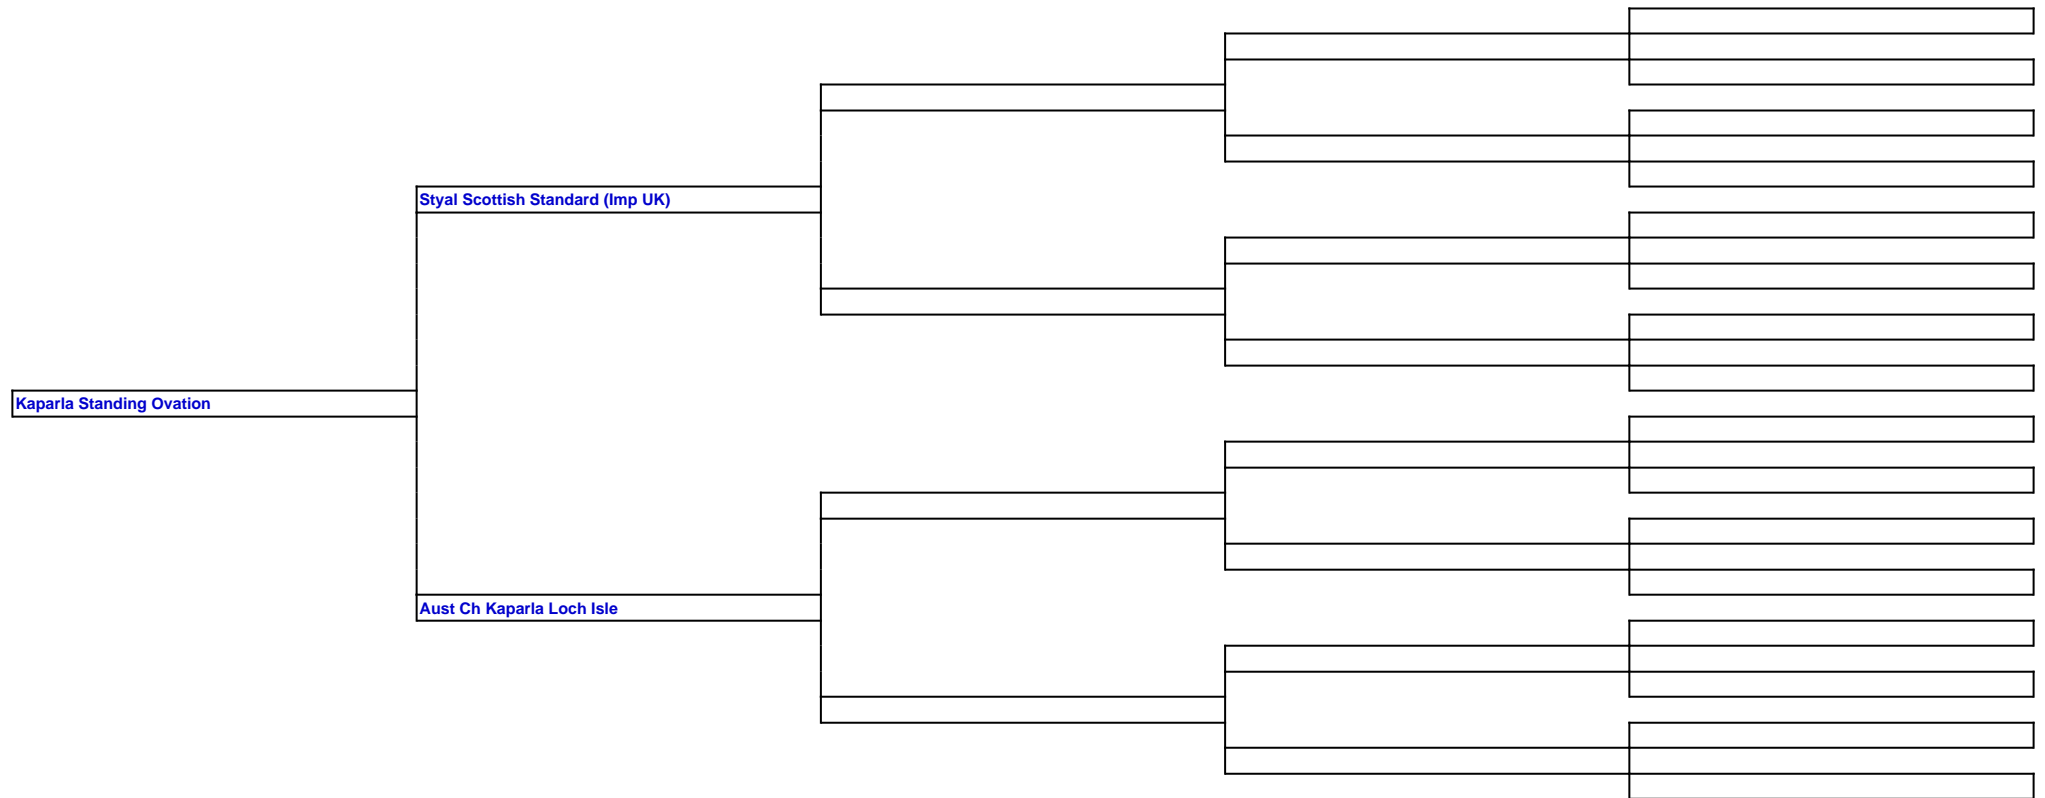 Styal Scottish Standard (Imp UK)
Kaparla Standing Ovation
Aust Ch Kaparla Loch Isle